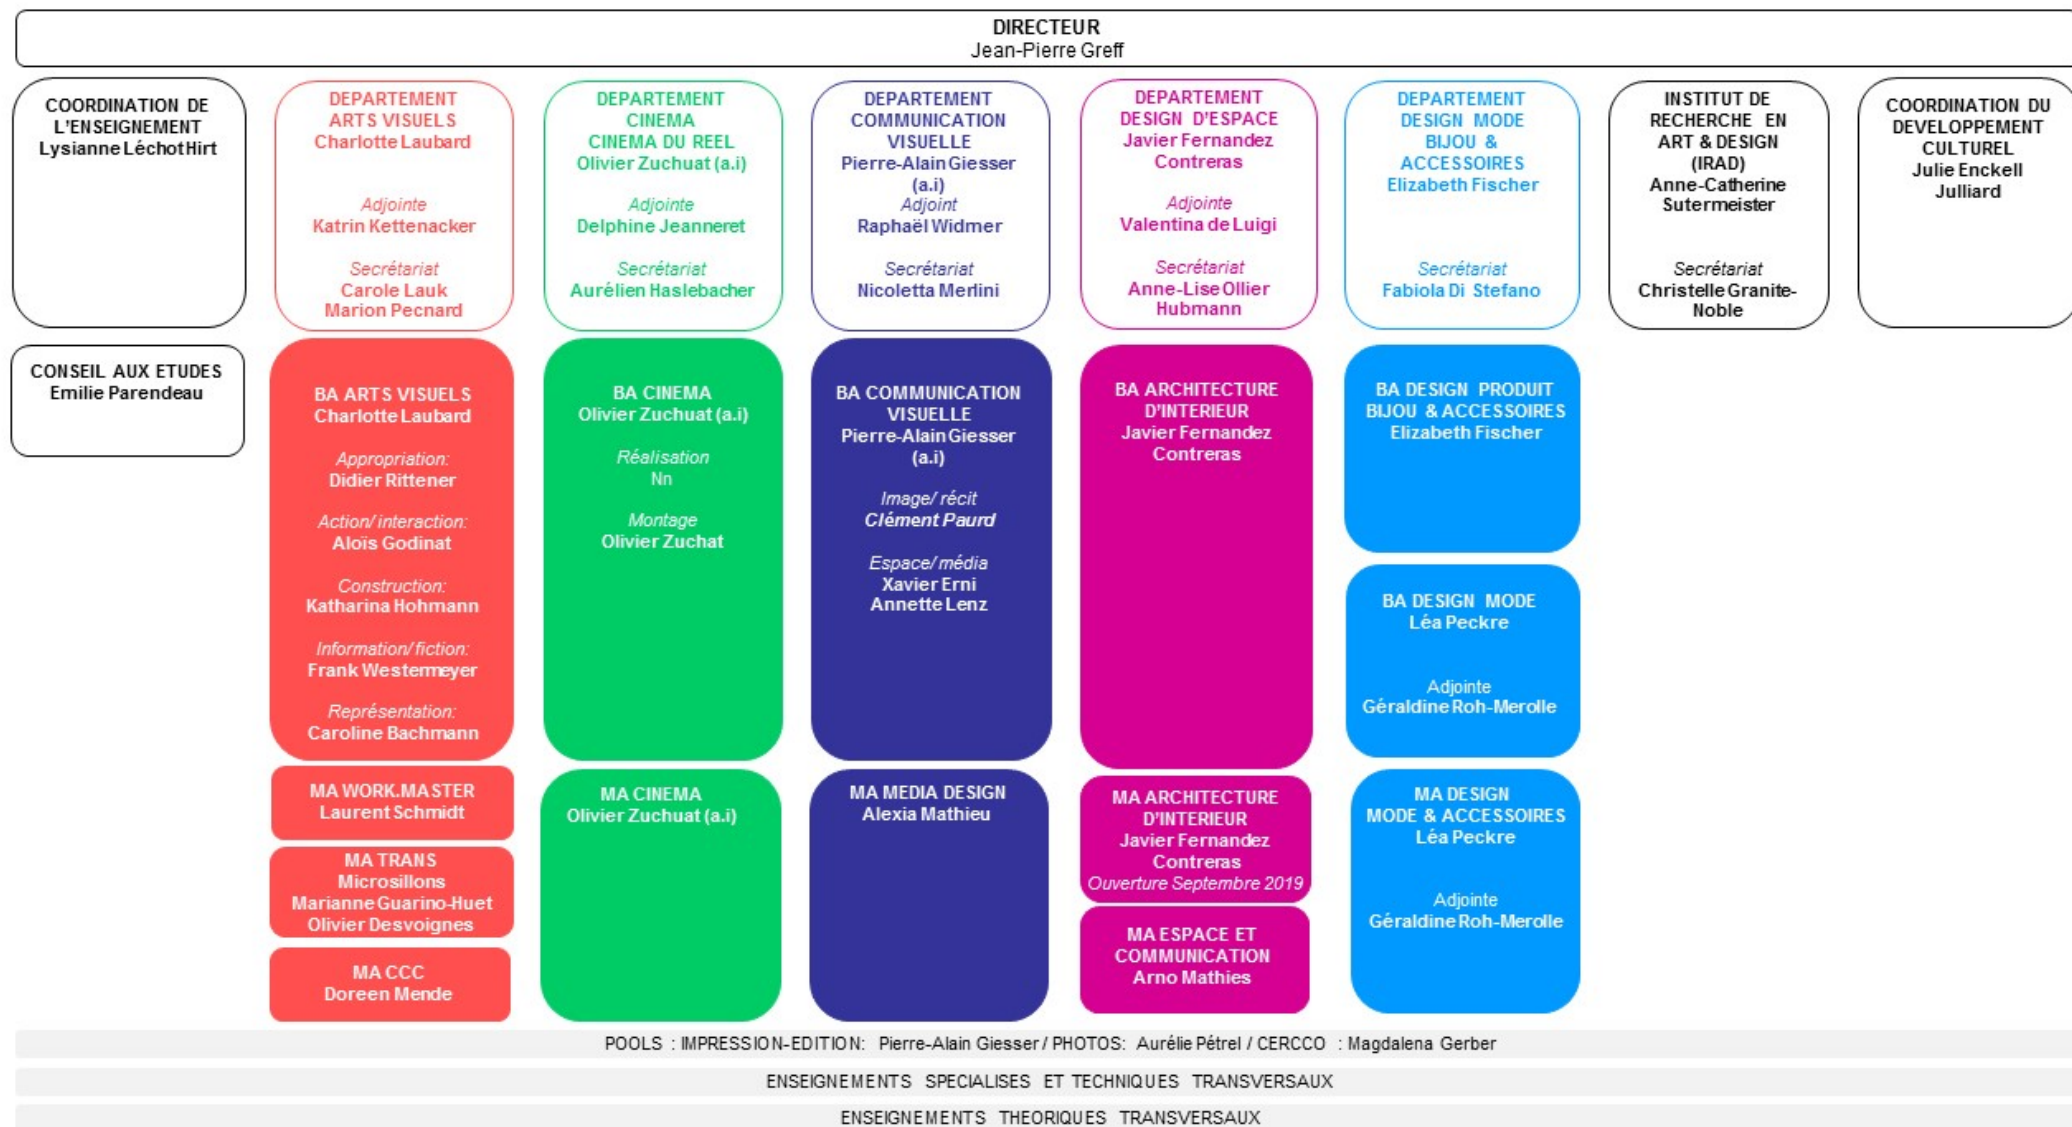 DIRECTEUR
Jean-Pierre Greff
COORDINATION DE
L'ENSEIGNEMENT
Lysianne Léchot Hirt
DEPARTEMENT
ARTS VISUELS
Charlotte Laubard
Adjointe
Katrin Kettenacker
Secrétariat
Carole Lauk
Marion Pecnard
DEPARTEMENT
CINEMA
CINEMA DU REEL
Olivier Zuchuat (a.i)
Adjointe
Delphine Jeanneret
Secrétariat
Aurélien Haslebacher
DEPARTEMENT
COMMUNICATION
VISUELLE
Pierre-Alain Giesser
(a.i)
Adjoint
Raphaël Widmer
Secrétariat
Nicoletta Merlini
DEPARTEMENT
DESIGN D'ESPACE
Javier Fernandez
Contreras
Adjointe
Valentina de Luigi
Secrétariat
Anne-Lise Ollier
Hubmann
DEPARTEMENT
DESIGN MODE
BIJOU &
ACCESSOIRES
Elizabeth Fischer
Secrétariat
Fabiola Di Stefano
INSTITUT DE
RECHERCHE EN
ART & DESIGN
(IRAD)
Anne-Catherine
Sutermeister
Secrétariat
Christelle Granite-
Noble
COORDINATION DU
DEVELOPPEMENT
CULTUREL
Julie Enckell
Julliard
CONSEIL AUX ETUDES
Emilie Parendeau
BA ARTS VISUELS
Charlotte Laubard
Appropriation:
Didier Rittener
Action/ interaction:
Aloïs Godinat
Construction:
Katharina Hohmann
Information/ fiction:
Frank Westermeyer
Représentation:
Caroline Bachmann
MA WORK.MASTER
Laurent Schmidt
MA TRANS
Microsillons
Marianne Guarino-Huet
Olivier Desvoignes
MA CCC
Doreen Mende
BA CINEMA
Olivier Zuchuat (a.i)
Réalisation
Nn
Montage
Olivier Zuchat
MA CINEMA
Olivier Zuchuat (a.i)
BA COMMUNICATION
VISUELLE
Pierre-Alain Giesser
(a.i)
Image/ récit
Clément Paurd
Espace/ média
Xavier Erni
Annette Lenz
MA MEDIA DESIGN
Alexia Mathieu
BA ARCHITECTURE
D'INTERIEUR
Javier Fernandez
Contreras
MA ARCHITECTURE
D'INTERIEUR
Javier Fernandez
Contreras
Ouverture Septembre 2019
MA ESPACE ET
COMMUNICATION
Arno Mathies
BA DESIGN PRODUIT
BIJOU & ACCESSOIRES
Elizabeth Fischer
BA DESIGN MODE
Léa Peckre
Adjointe
Géraldine Roh-Merolle
MA DESIGN
MODE & ACCESSOIRES
Léa Peckre
Adjointe
Géraldine Roh-Merolle
POOLS : IMPRESSION-EDITION: Pierre-Alain Giesser / PHOTOS: Aurélie Pétrel / CERCCO : Magdalena Gerber
ENSEIGNEMENTS SPECIALISES ET TECHNIQUES TRANSVERSAUX
ENSEIGNEMENTS THEORIQUES TRANSVERSAUX